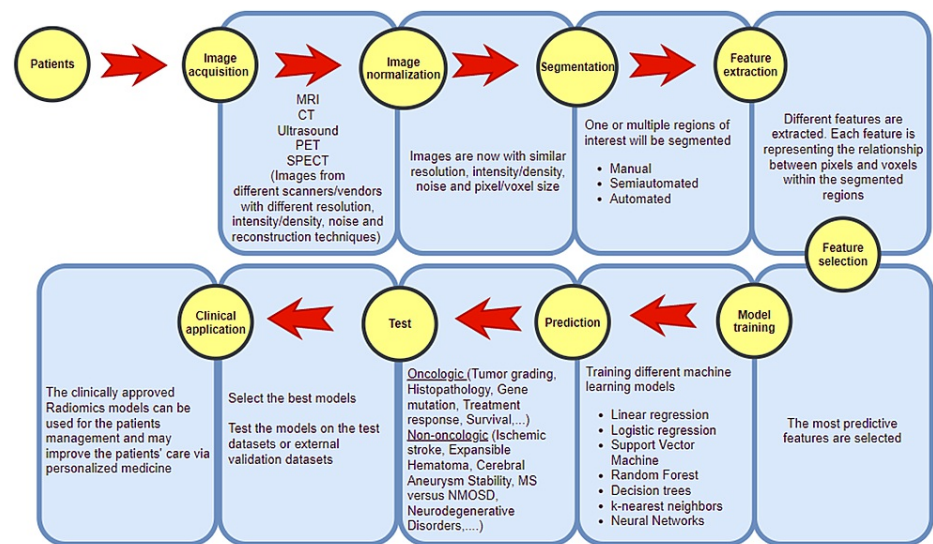 Patients
Image
acquisition
MRI
CT
Ultrasound
PET
SPECT
(Images from
different scanners/vendors
with different resolution,
intensity/density, noise and
reconstruction techniques)
Image
normalization
Images are now with similar
resolution, intensity/density,
noise and pixel/voxel size
Segmentation
One or multiple regions of
interest will be segmented
• Manual
• Semiautomated
• Automated
Feature
extraction
Different features are
extracted. Each feature is
representing the relationship
between pixels and voxels
within the segmented
regions
Feature
selection
The most predictive
features are selected
Model
training
Training different machine
learning models
• Linear regression
• Logistic regression
• Support Vector
Machine
• Random Forest
• Decision trees
• k-nearest neighbors
• Neural Networks
Prediction
Oncologic (Tumor grading,
Histopathology, Gene
mutation, Treatment
response, Survival,...)
Non-oncologic (Ischemic
stroke, Expansible
Hematoma, Cerebral
Aneurysm Stability, MS
versus NMOSD,
Neurodegenerative
Disorders,....)
Test
Select the best models
Test the models on the test
datasets or external
validation datasets
Clinical
application
The clinically approved
Radiomics models can be
used for the patients
management and may
improve the patients' care via
personalized medicine